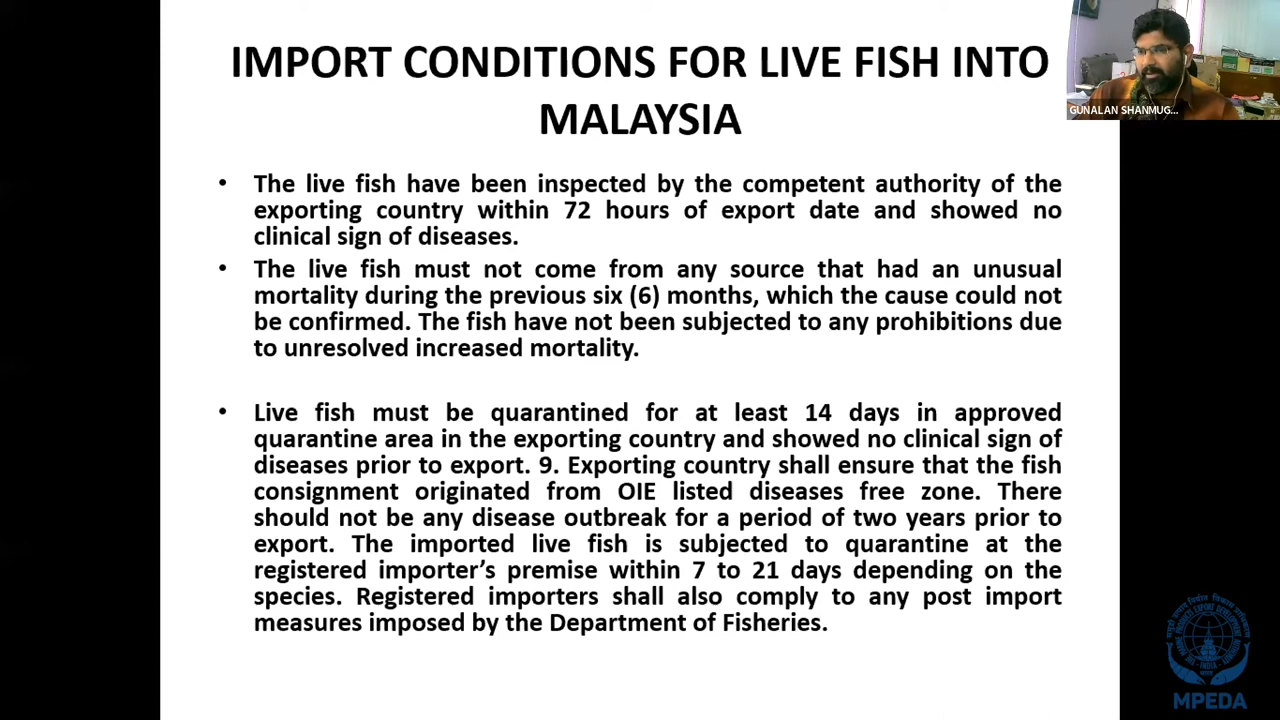 IMPORT CONDITIONS FOR LIVE FISH INTO
MALAYSIA
GUNALAN SHANMUG...
• The live fish have been inspected by the competent authority of the
exporting country within 72 hours of export date and showed no
clinical sign of diseases.
• The live fish must not come from any source that had an unusual
mortality during the previous six (6) months, which the cause could not
be confirmed. The fish have not been subjected to any prohibitions due
to unresolved increased mortality.
• Live fish must be quarantined for at least 14 days in approved
quarantine area in the exporting country and showed no clinical sign of
diseases prior to export. 9. Exporting country shall ensure that the fish
consignment originated from OIE listed diseases free zone. There
should not be any disease outbreak for a period of two years prior to
export. The imported live fish is subjected to quarantine at the
registered importer’s premise within 7 to 21 days depending on the
species. Registered importers shall also comply to any post import
measures imposed by the Department of Fisheries.
INDIA
MPEDA